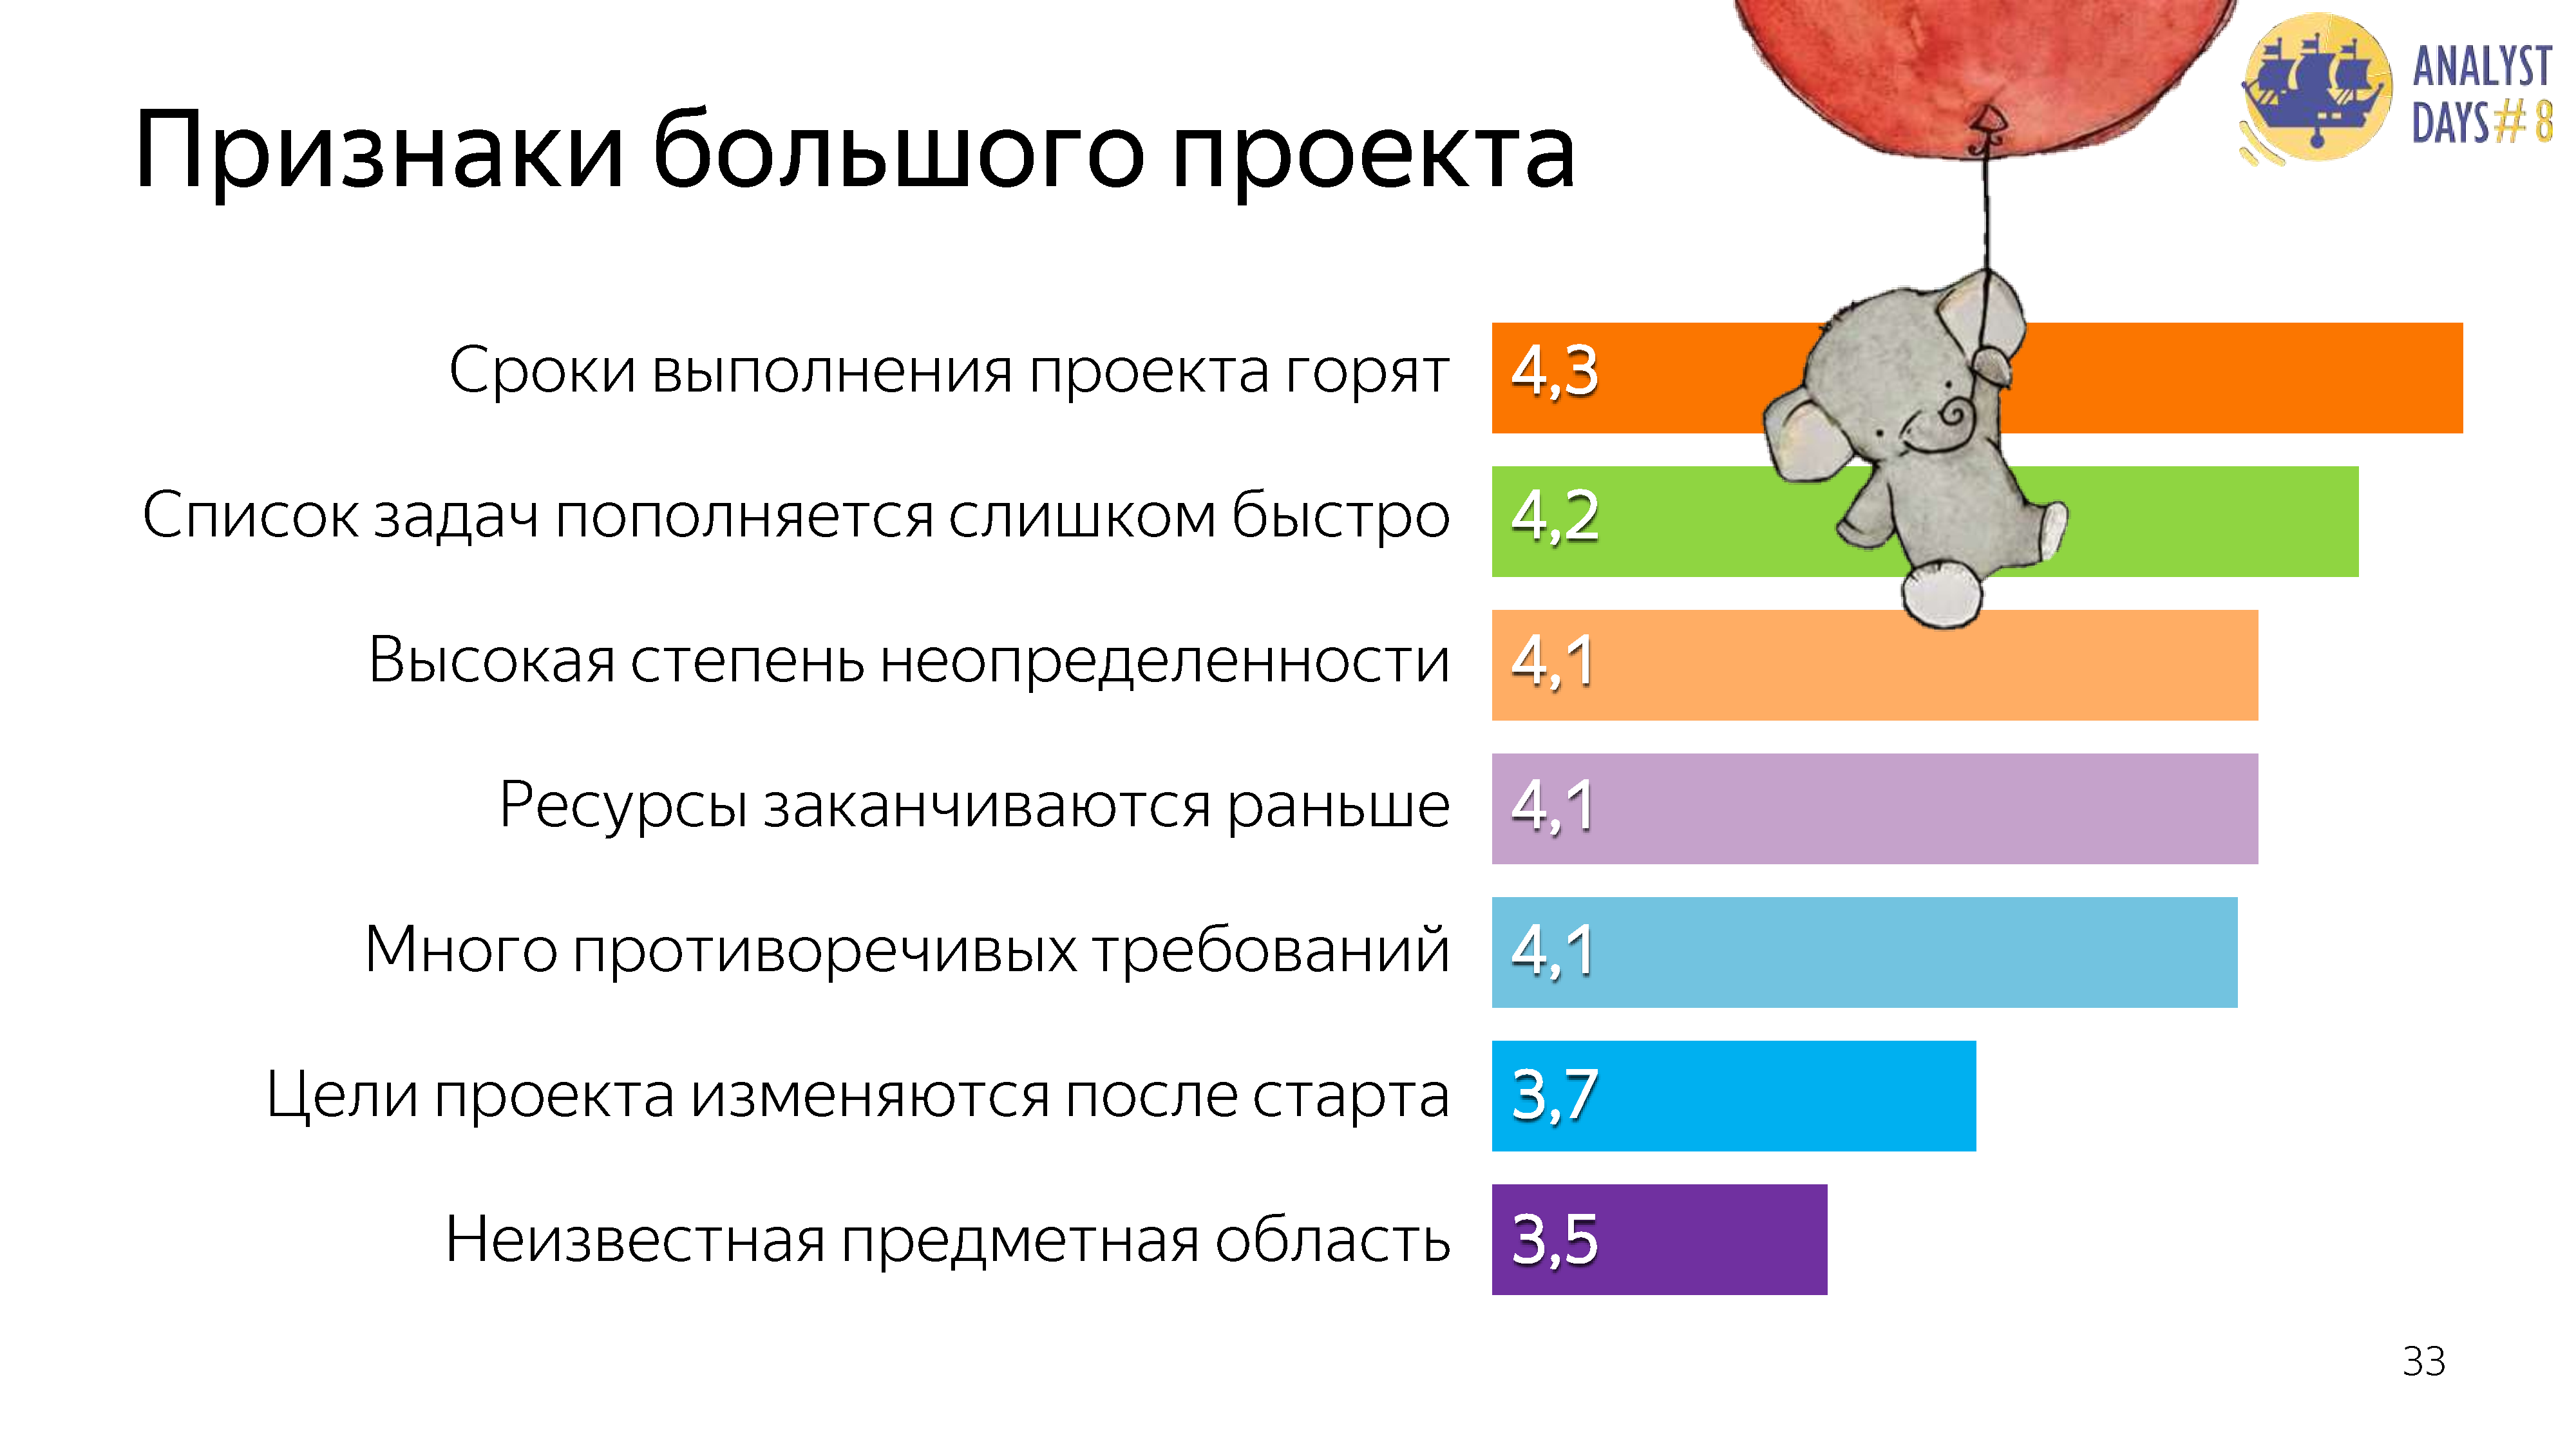 ANALYST
DAYS#8
Признаки большого проекта
Сроки выполнения проекта горят 4,3
Список задач пополняется слишком быстро 4,2
Высокая степень неопределенности 4,1
Ресурсы заканчиваются раньше 4,1
Много противоречивых требований 4,1
Цели проекта изменяются после старта 3,7
Неизвестная предметная область 3,5
33